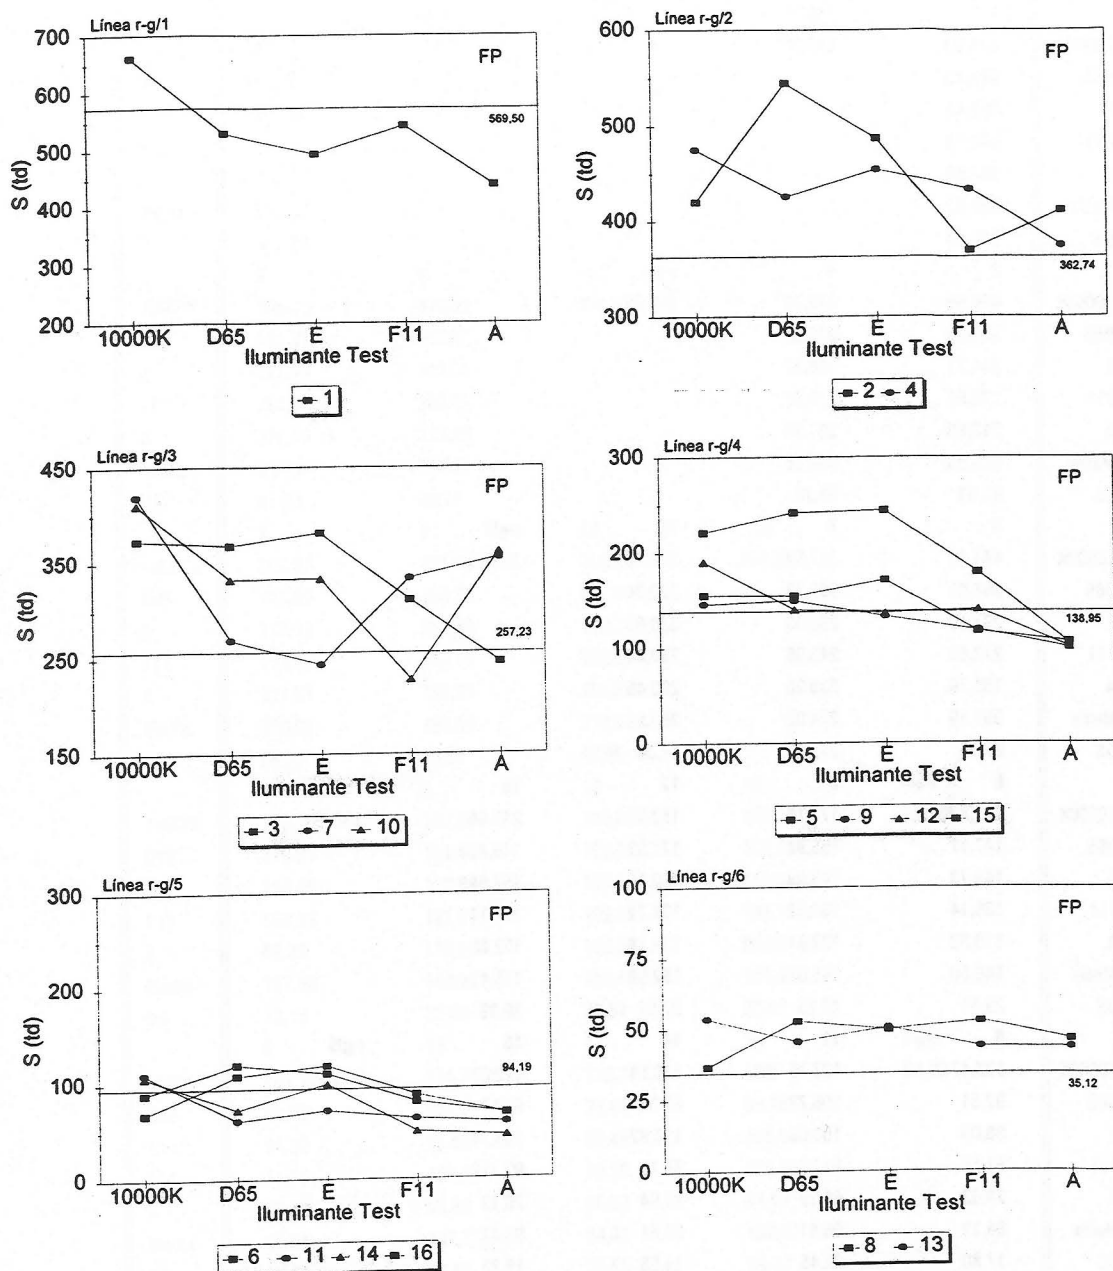 Línea r-g/1
700
600
500
400
300
200
S (td)
FP
569,50
10000K D65 E F11 A
Iluminante Test
1
Línea r-g/2
600
500
400
300
S (td)
FP
362,74
10000K D65 E F11 A
Iluminante Test
2 4
Línea r-g/3
450
350
250
150
S (td)
FP
257,23
10000K D65 E F11 A
Iluminante Test
3 7 10
Línea r-g/4
300
200
100
0
S (td)
FP
138,95
10000K D65 E F11 A
Iluminante Test
5 9 12 15
Línea r-g/5
300
200
100
0
S (td)
FP
94,19
10000K D65 E F11 A
Iluminante Test
6 11 14 16
Línea r-g/6
100
75
50
25
0
S (td)
FP
35,12
10000K D65 E F11 A
Iluminante Test
8 13